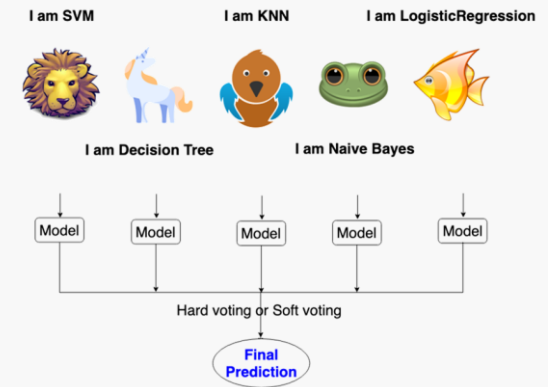 I am SVM
I am KNN
I am LogisticRegression
I am Decision Tree
I am Naive Bayes
Model
Model
Model
Model
Model
Hard voting or Soft voting
Final
Prediction